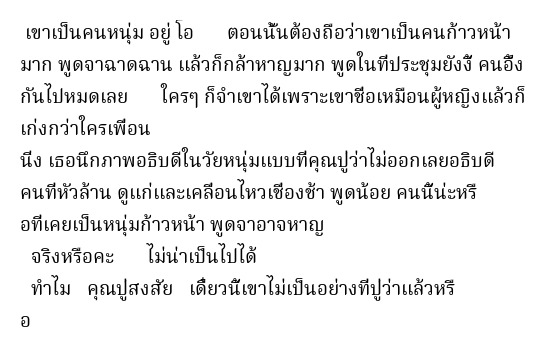 เขาเป็นคนหนุ่ม อยู่ โอ ตอนนั้นต้องถือว่าเขาเป็นคนก้าวหน้า
มาก พูดจาฉาดฉาน แล้วก็กล้าหาญมาก พูดในที่ประชุมยังงี้ คนอึ้ง
กันไปหมดเลย ใครๆ ก็จำเขาได้เพราะเขาชื่อเหมือนผู้หญิงแล้วก็
เก่งกว่าใครเพื่อน
นึ่ง เธอนึกภาพอธิบดีในวัยหนุ่มแบบที่คุณปูว่าไม่ออกเลยอธิบดี
คนที่หัวล้าน ดูแก่และเคลื่อนไหวเชื่องช้า พูดน้อย คนนี้น่ะหรื
อที่เคยเป็นหนุ่มก้าวหน้า พูดจาอาจหาญ
จริงหรือคะ ไม่น่าเป็นไปได้
ทำไม คุณปูสงสัย เดี๋ยวนี้เขาไม่เป็นอย่างที่ปูว่าแล้วหรื
อ